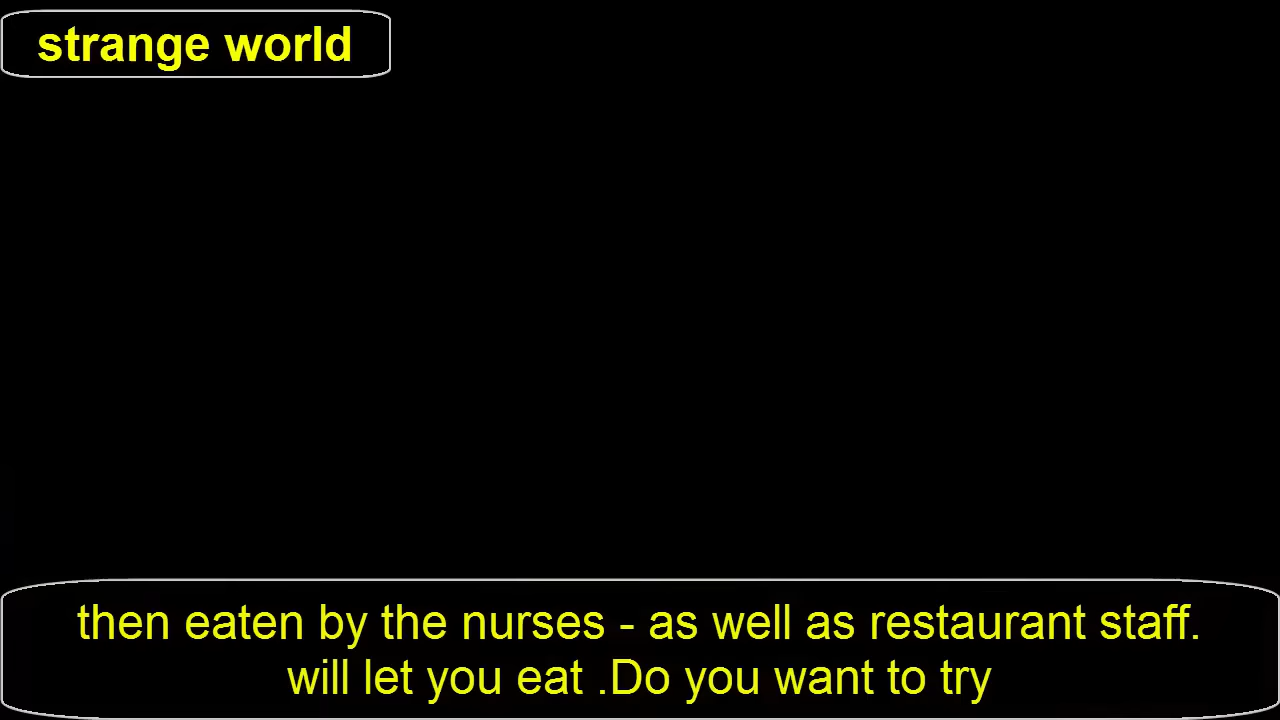 strange world
then eaten by the nurses - as well as restaurant staff.
will let you eat .Do you want to try